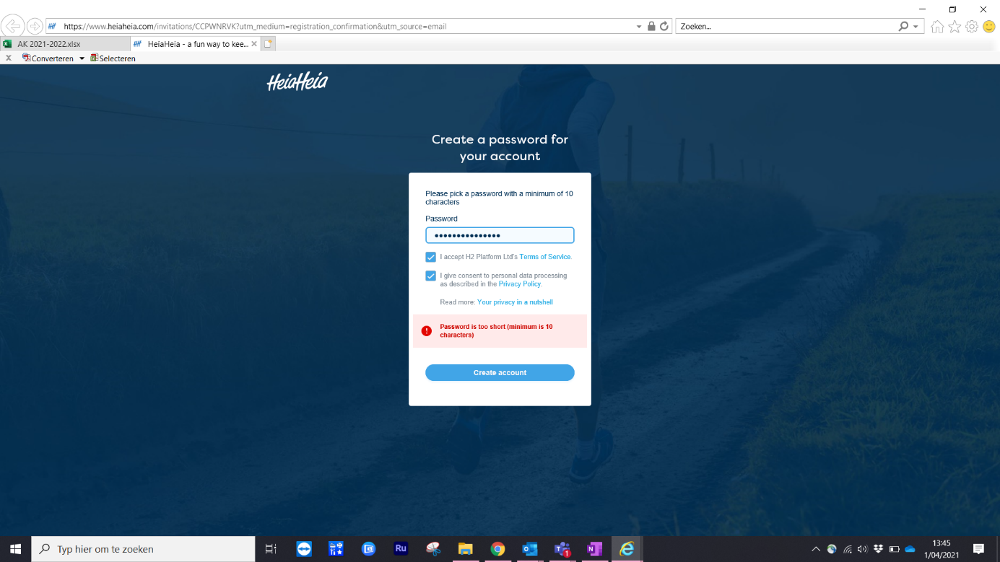 https://www.heiaheia.com/invitations/CCPWNRVK?utm_medium=registration_confirmation&utm_source=email
Zoeken...
AK 2021-2022.xlsx
HeiaHeia - a fun way to kee...
Converteren
Selecteren
HeiaHeia
Create a password for
your account
Please pick a password with a minimum of 10
characters
Password
•••••••••••••••
I accept H2 Platform Ltd's Terms of Service.
I give consent to personal data processing
as described in the Privacy Policy.
Read more: Your privacy in a nutshell
Password is too short (minimum is 10
characters)
Create account
Typ hier om te zoeken
Ru
1
13:45
1/04/2021